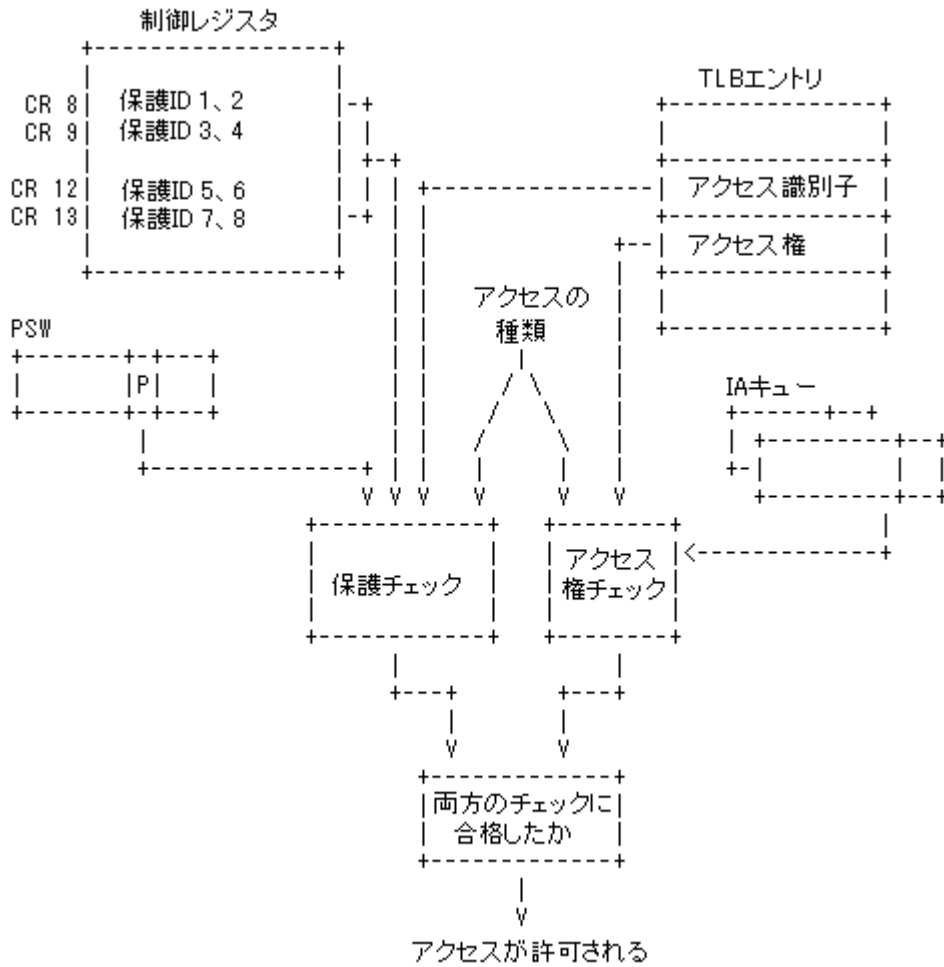 制御レジスタ
CR 8 保護ID 1、2
CR 9 保護ID 3、4
CR 12 保護ID 5、6
CR 13 保護ID 7、8
TLBエントリ
アクセス識別子
アクセス権
アクセスの
種類
PSW
P
IAキュー
保護チェック
アクセス
権チェック
両方のチェックに
合格したか
アクセスが許可される